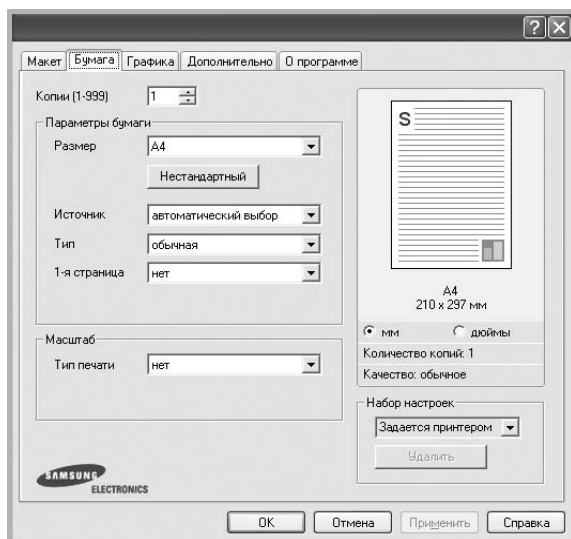 Макет Бумага Графика Дополнительно О программе
Копии (1-999) 1
Параметры бумаги
Размер A4
Нестандартный
Источник автоматический выбор
Тип обычная
1-я страница нет
Масштаб
Тип печати нет
SAMSUNG
ELECTRONICS
S
A4
210 x 297 мм
мм дюймы
Количество копий: 1
Качество: обычное
Набор настроек
Задается принтером
Удалить
OK Отмена Применить Справка